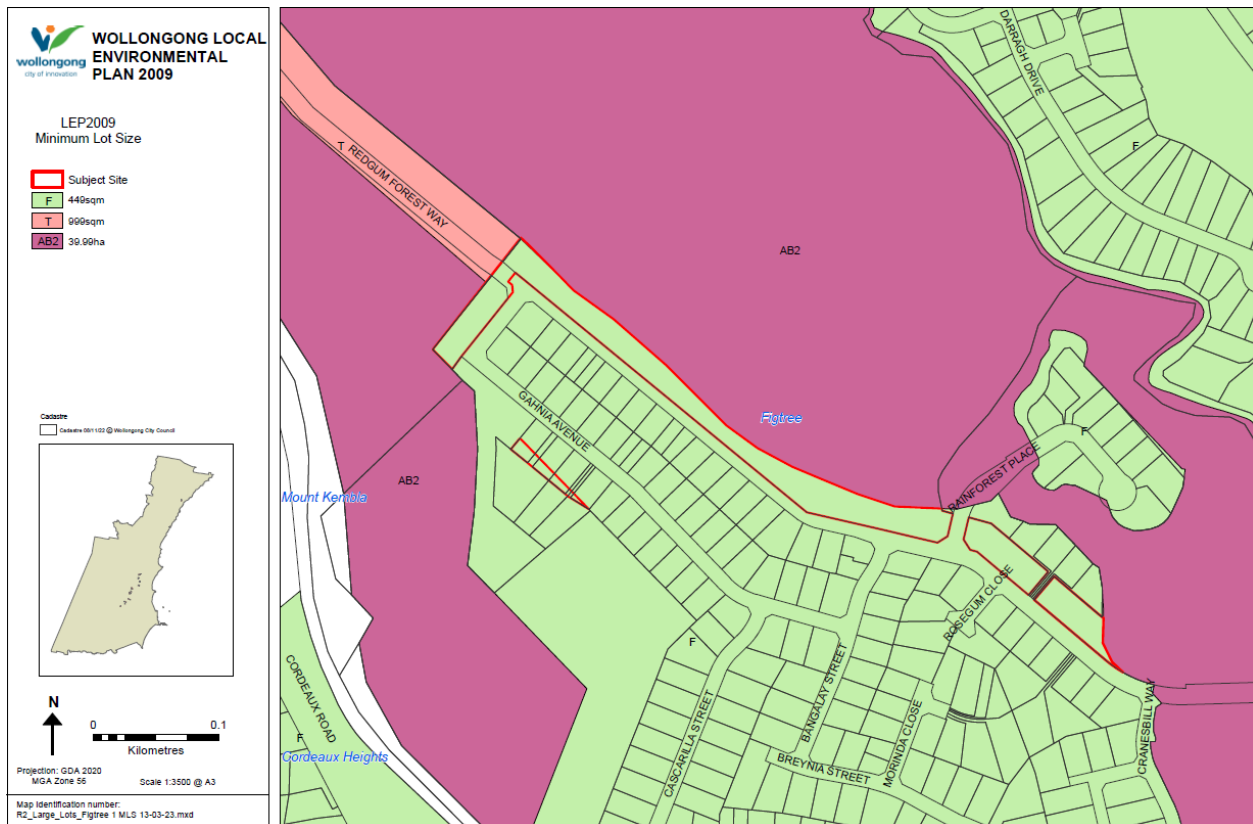 wollongong
city of innovation
WOLLONGONG LOCAL
ENVIRONMENTAL
PLAN 2009
LEP2009
Minimum Lot Size
Subject Site
F 449sqm
T 999sqm
AB2 39.99ha
Cadastre
Cadastre 08/11/22 @ Wollongong City Council
N
0 0.1
Kilometres
Projection: GDA 2020
MGA Zone 56
Scale 1:3500 @ A3
Map Identification number:
R2_Large_Lots_Figtree 1 MLS 13-03-23.mxd
DARRAGH DRIVE
F
T
REDGUM FOREST WAY
AB2
GAHNIA AVENUE
Figtree
F
RAINFOREST PLACE
AB2
Mount Kembla
ROSEGUM CLOSE
F
CORDEAUX ROAD
F
Cordeaux Heights
CASCARILLA STREET
BANGALAY STREET
MORINDA CLOSE
BREYNIA STREET
CRANESBILL WAY